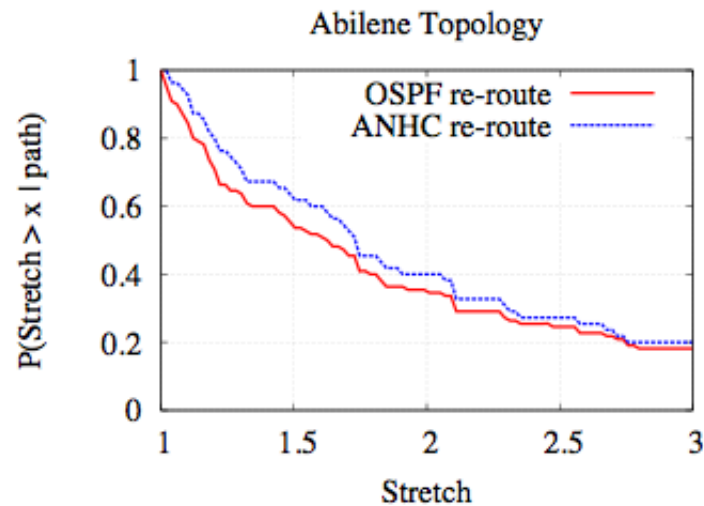 Abilene Topology
P(Stretch > x | path)
1
0.8
0.6
0.4
0.2
0
OSPF re-route
ANHC re-route
1 1.5 2 2.5 3
Stretch